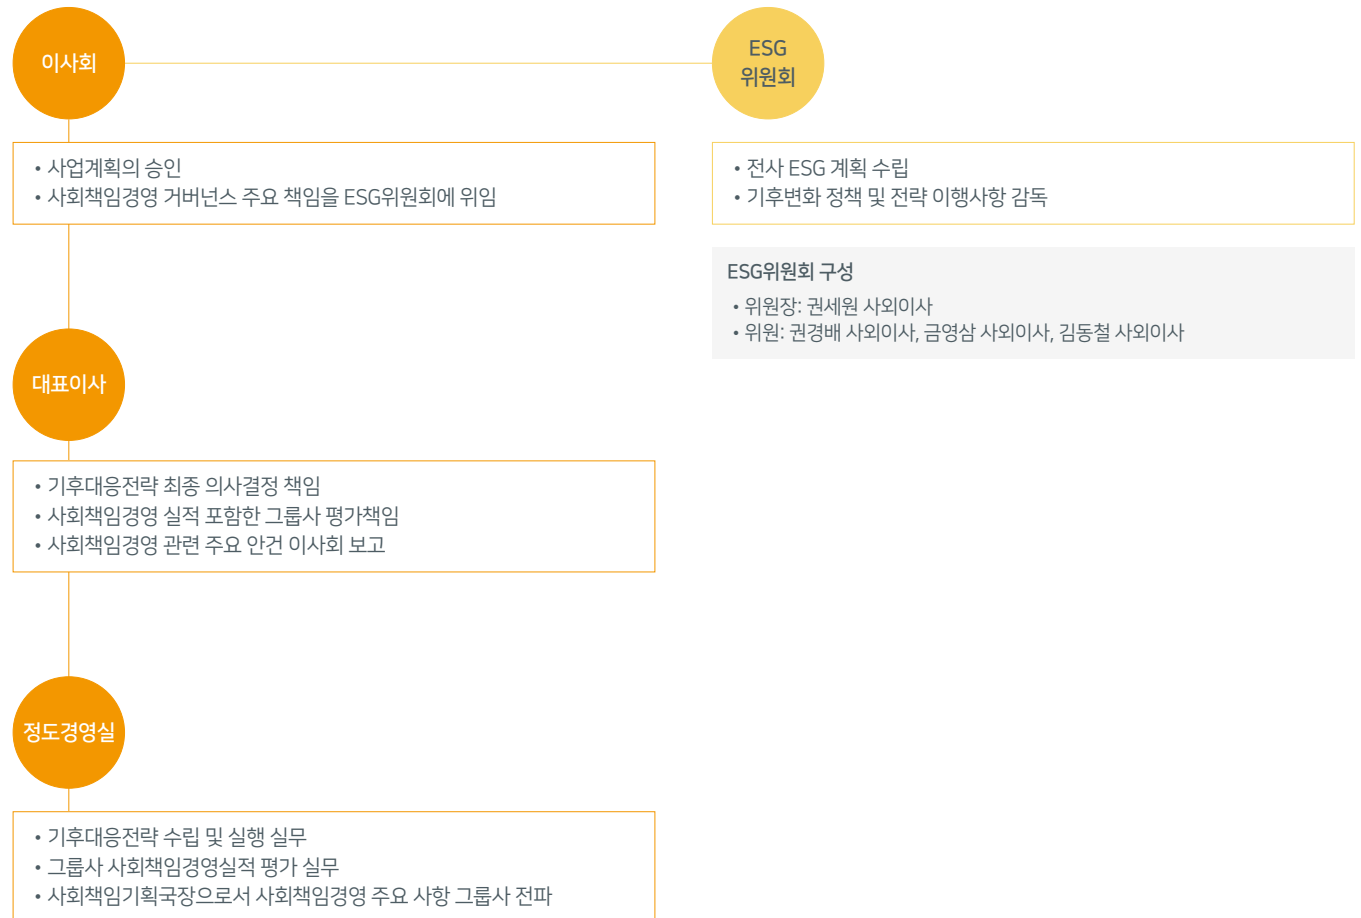 이사회
• 사업계획의 승인
• 사회책임경영 거버넌스 주요 책임을 ESG위원회에 위임
ESG
위원회
• 전사 ESG 계획 수립
• 기후변화 정책 및 전략 이행사항 감독
ESG위원회 구성
• 위원장: 권세원 사외이사
• 위원: 권경배 사외이사, 금영삼 사외이사, 김동철 사외이사
대표이사
• 기후대응전략 최종 의사결정 책임
• 사회책임경영 실적 포함한 그룹사 평가책임
• 사회책임경영 관련 주요 안건 이사회 보고
정도경영실
• 기후대응전략 수립 및 실행 실무
• 그룹사 사회책임경영실적 평가 실무
• 사회책임기획국장으로서 사회책임경영 주요 사항 그룹사 전파